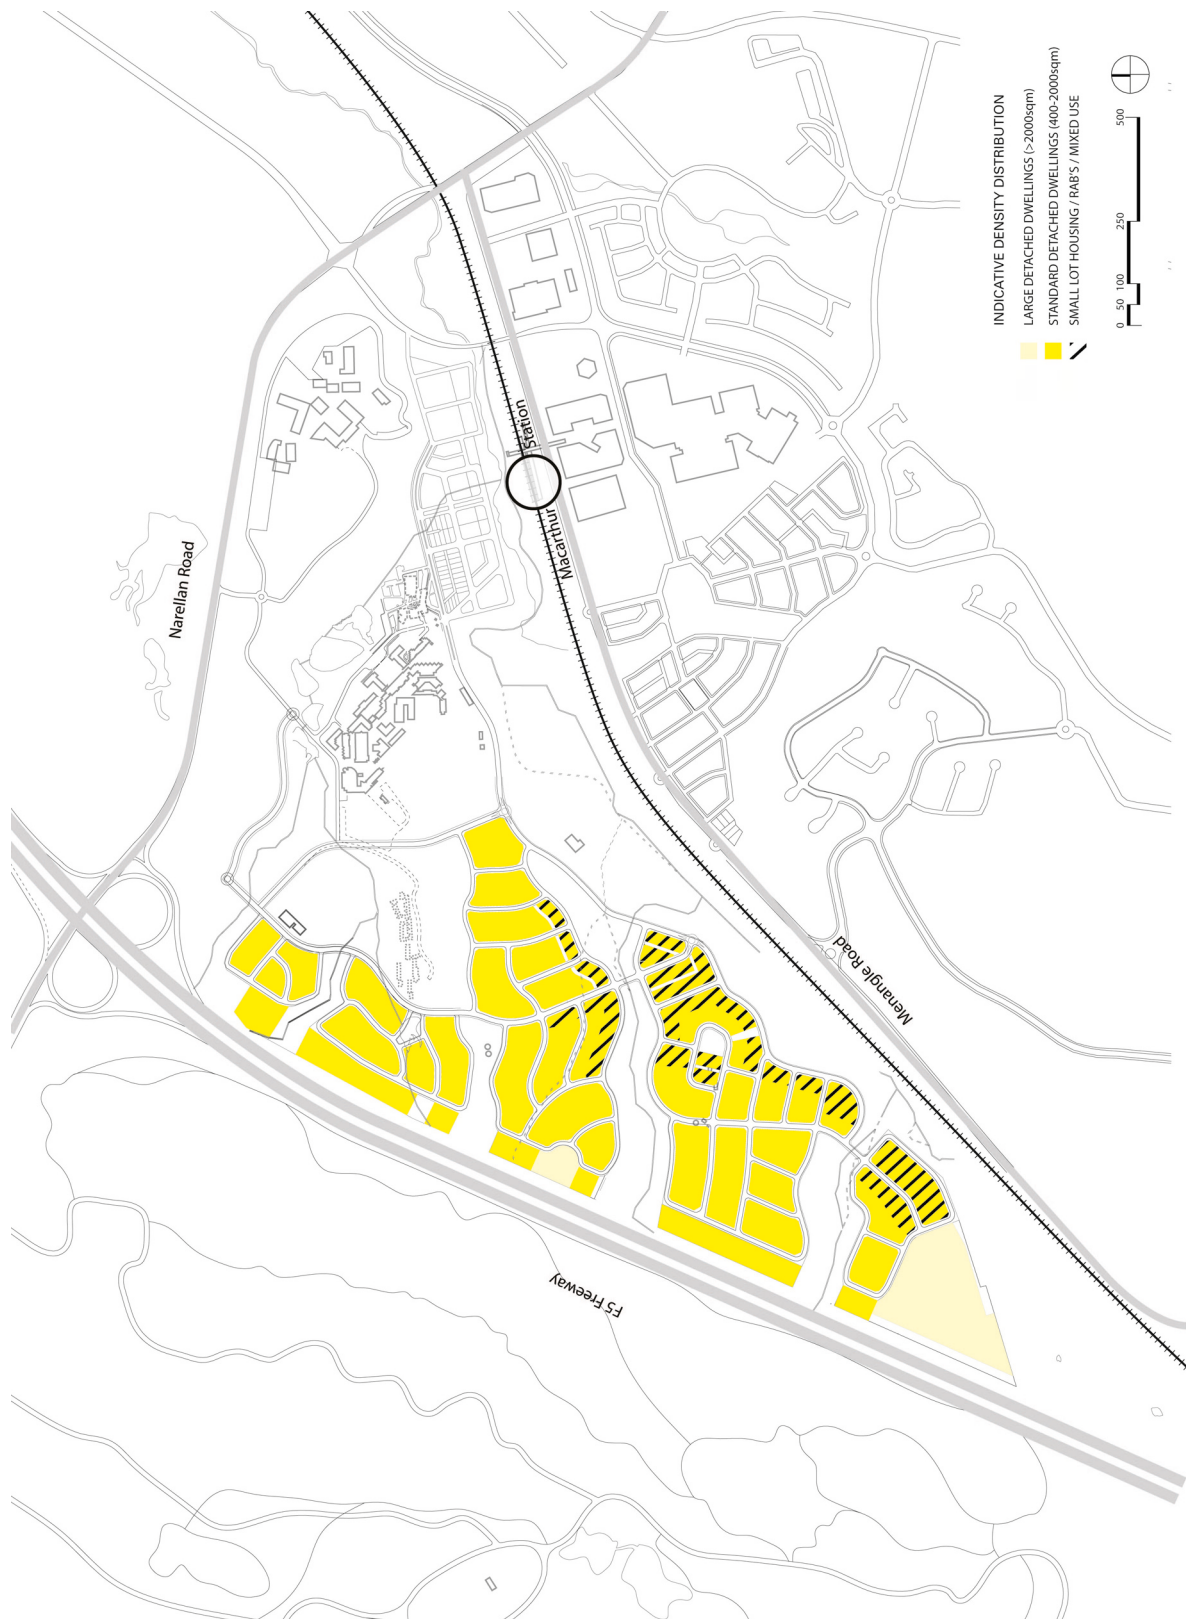 INDICATIVE DENSITY DISTRIBUTION
LARGE DETACHED DWELLINGS (>2000sqm)
STANDARD DETACHED DWELLINGS (400-2000sqm)
SMALL LOT HOUSING / RAB'S / MIXED USE
0 50 100 250 500
Narellan Road
Macarthur Station
Menangle Road
F5 Freeway